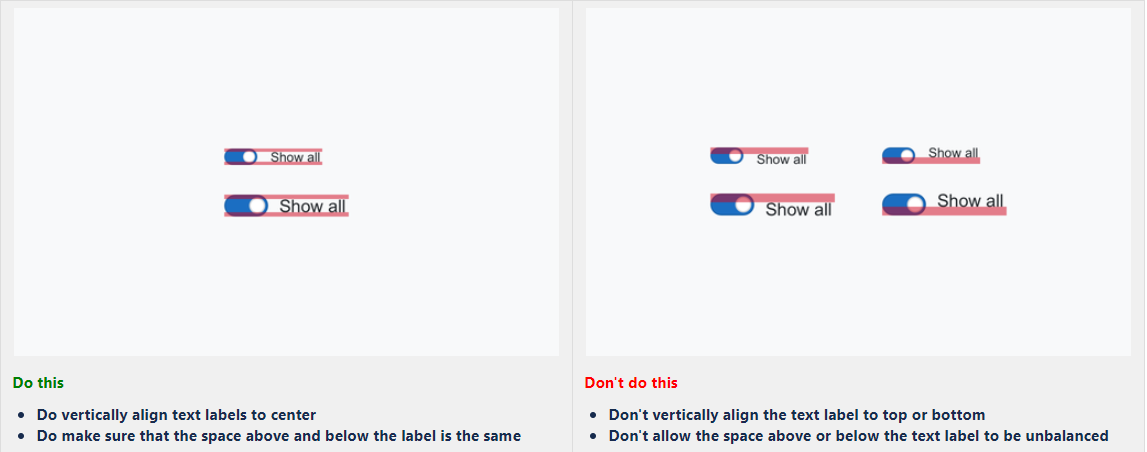 Show all
Show all
Show all
Show all
Show all
Show all
Do this
Do vertically align text labels to center
Do make sure that the space above and below the label is the same
Don't do this
Don't vertically align the text label to top or bottom
Don't allow the space above or below the text label to be unbalanced